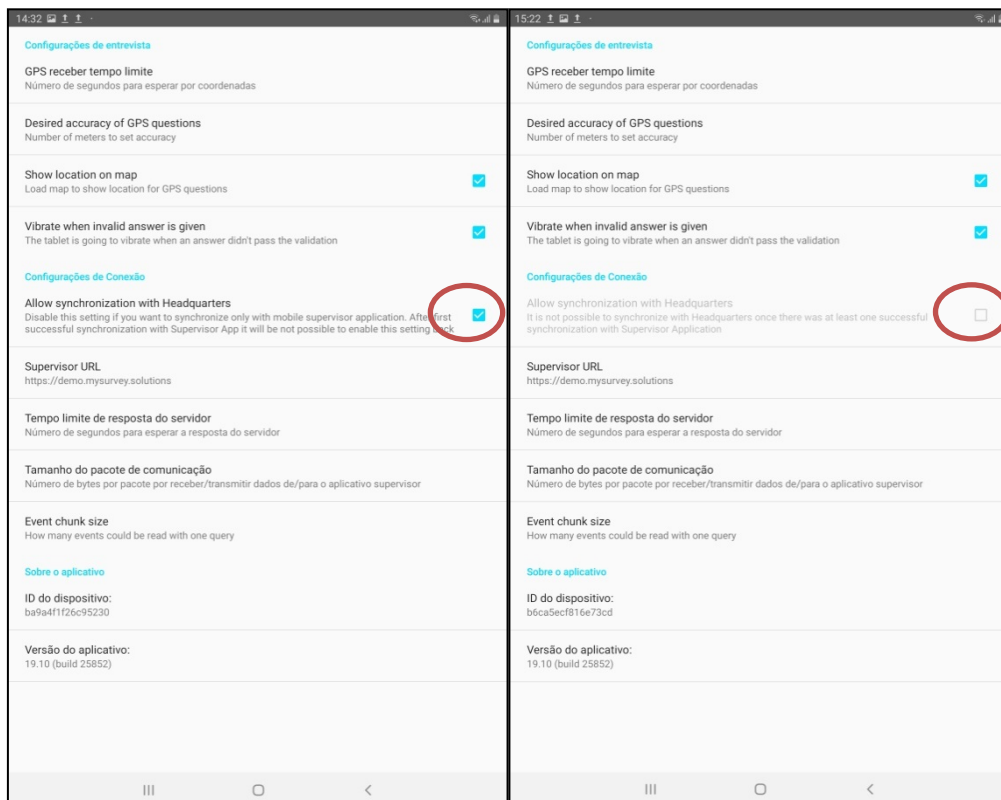 14:32
Configurações de entrevista
GPS receber tempo limite
Número de segundos para esperar por coordenadas
Desired accuracy of GPS questions
Number of meters to set accuracy
Show location on map
Load map to show location for GPS questions
Vibrate when invalid answer is given
The tablet is going to vibrate when an answer didn't pass the validation
Configurações de Conexão
Allow synchronization with Headquarters
Disable this setting if you want to synchronize only with mobile supervisor application. After first
successful synchronization with Supervisor App it will be not possible to enable this setting back
Supervisor URL
https://demo.mysurvey.solutions
Tempo limite de resposta do servidor
Número de segundos para esperar a resposta do servidor
Tamanho do pacote de comunicação
Número de bytes por pacote por receber/transmitir dados de/para o aplicativo supervisor
Event chunk size
How many events could be read with one query
Sobre o aplicativo
ID do dispositivo:
ba9a4f1f26c95230
Versão do aplicativo:
19.10 (build 25852)
15:22
Configurações de entrevista
GPS receber tempo limite
Número de segundos para esperar por coordenadas
Desired accuracy of GPS questions
Number of meters to set accuracy
Show location on map
Load map to show location for GPS questions
Vibrate when invalid answer is given
The tablet is going to vibrate when an answer didn't pass the validation
Configurações de Conexão
Allow synchronization with Headquarters
It is not possible to synchronize with Headquarters once there was at least one successful
synchronization with Supervisor Application
Supervisor URL
https://demo.mysurvey.solutions
Tempo limite de resposta do servidor
Número de segundos para esperar a resposta do servidor
Tamanho do pacote de comunicação
Número de bytes por pacote por receber/transmitir dados de/para o aplicativo supervisor
Event chunk size
How many events could be read with one query
Sobre o aplicativo
ID do dispositivo:
b6ca5ecf816e73cd
Versão do aplicativo:
19.10 (build 25852)